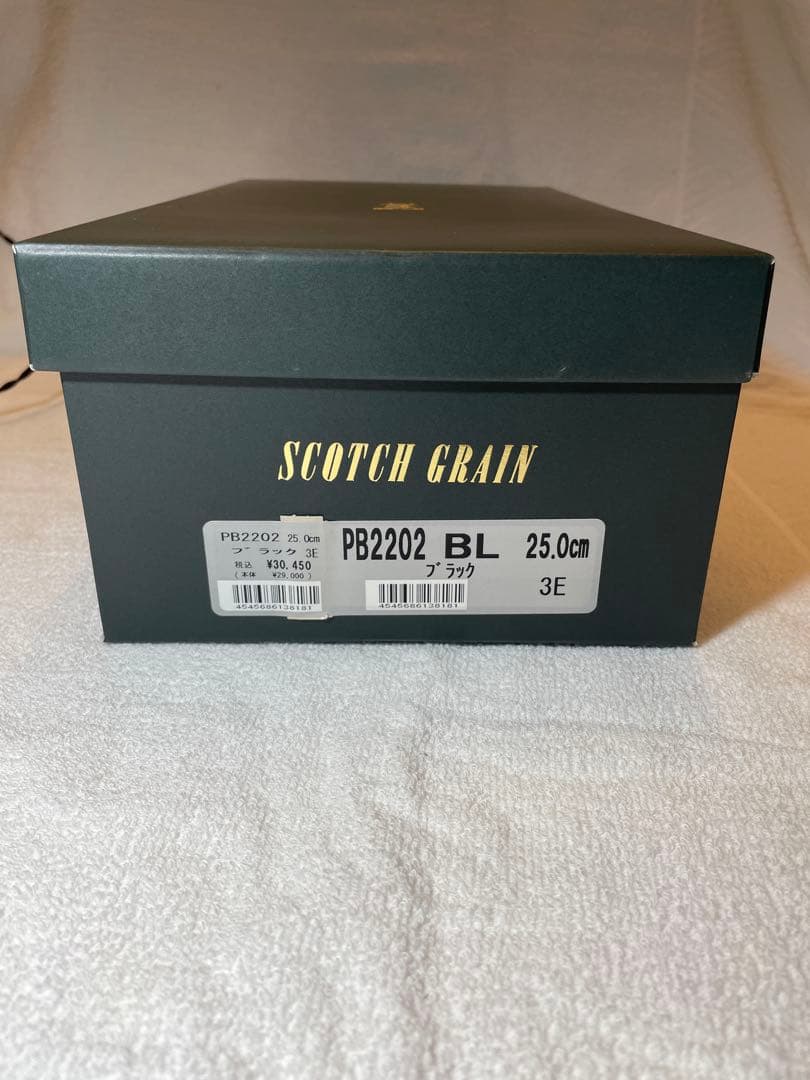 SCOTCH GRAIN
PB2202 25.0cm
ブラック 3E
税込 ¥30,450
(本体 ¥29,000)
4545686138181
PB2202 BL 25.0cm
ブラック
3E
4545686138181